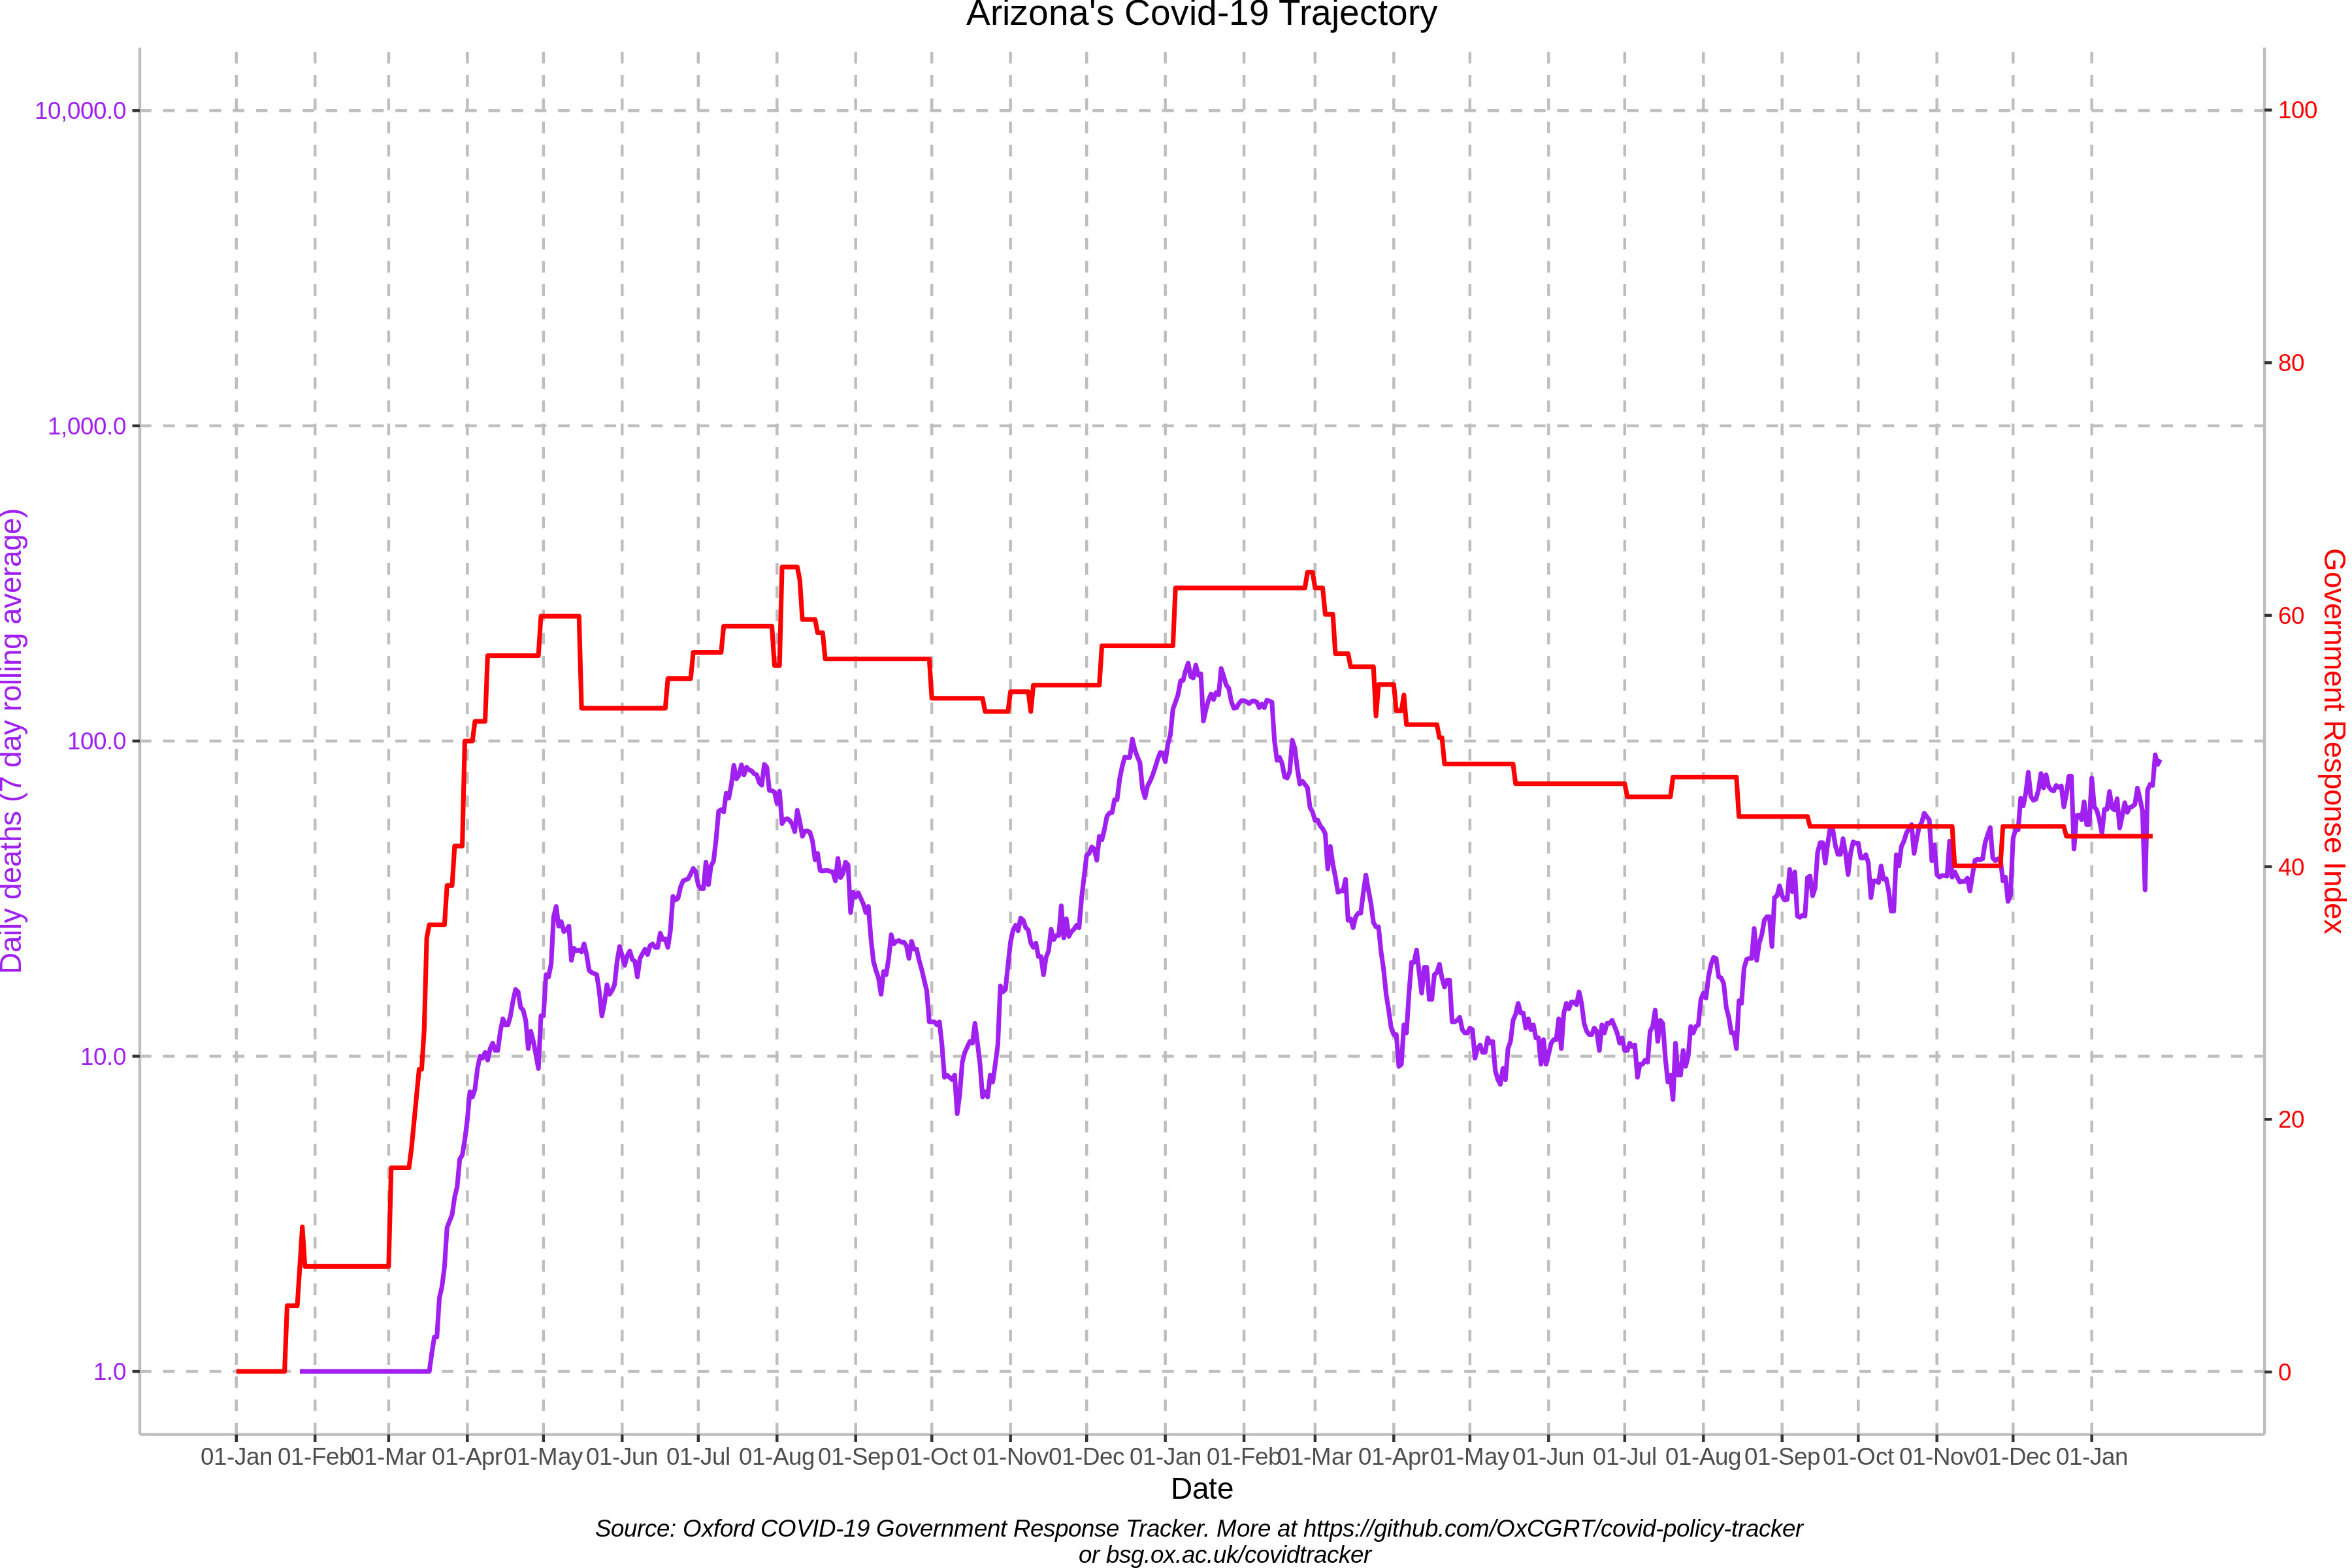 Arizona's Covid-19 Trajectory
10,000.0
1,000.0
100.0
10.0
1.0
Daily deaths (7 day rolling average)
100
80
60
40
20
0
Government Response Index
01-Jan 01-Feb 01-Mar 01-Apr 01-May 01-Jun 01-Jul 01-Aug 01-Sep 01-Oct 01-Nov 01-Dec 01-Jan 01-Feb 01-Mar 01-Apr 01-May 01-Jun 01-Jul 01-Aug 01-Sep 01-Oct 01-Nov 01-Dec 01-Jan
Date
Source: Oxford COVID-19 Government Response Tracker. More at https://github.com/OxCGRT/covid-policy-tracker
or bsg.ox.ac.uk/covidtracker